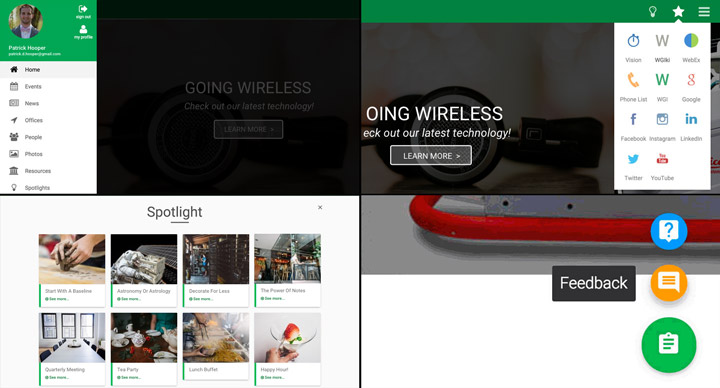 sign out
my profile
Patrick Hooper
patrick.d.hooper@gmail.com
Home
Events
News
Offices
People
Photos
Resources
Spotlights
GOING WIRELESS
Check out our latest technology!
LEARN MORE >
Vision
WGIki
WebEx
Phone List
WGI
Google
Facebook
Instagram
LinkedIn
Twitter
YouTube
OING WIRELESS
eck out our latest technology!
LEARN MORE >
Spotlight
Start With A Baseline
See more...
Astronomy Or Astrology
See more...
Decorate For Less
See more...
The Power Of Notes
See more...
Quarterly Meeting
See more...
Tea Party
See more...
Lunch Buffet
Happy Hour!
See more...
Feedback